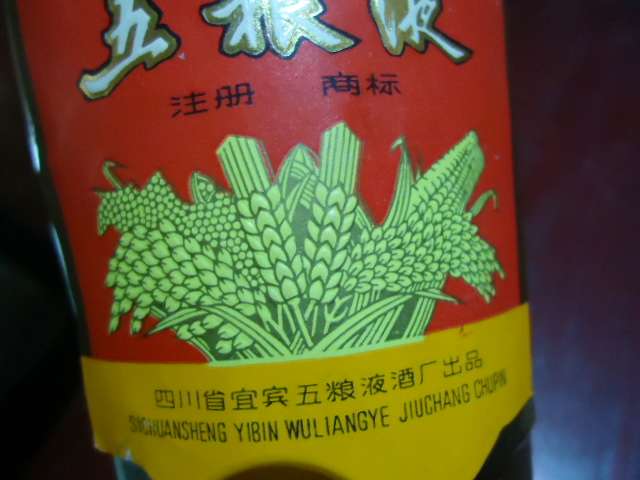 五粮液
注册 商标
四川省宜宾五粮液酒厂出品
SICHUANSHENG YIBIN WULIANGYE JIUCHANG CHUPIN